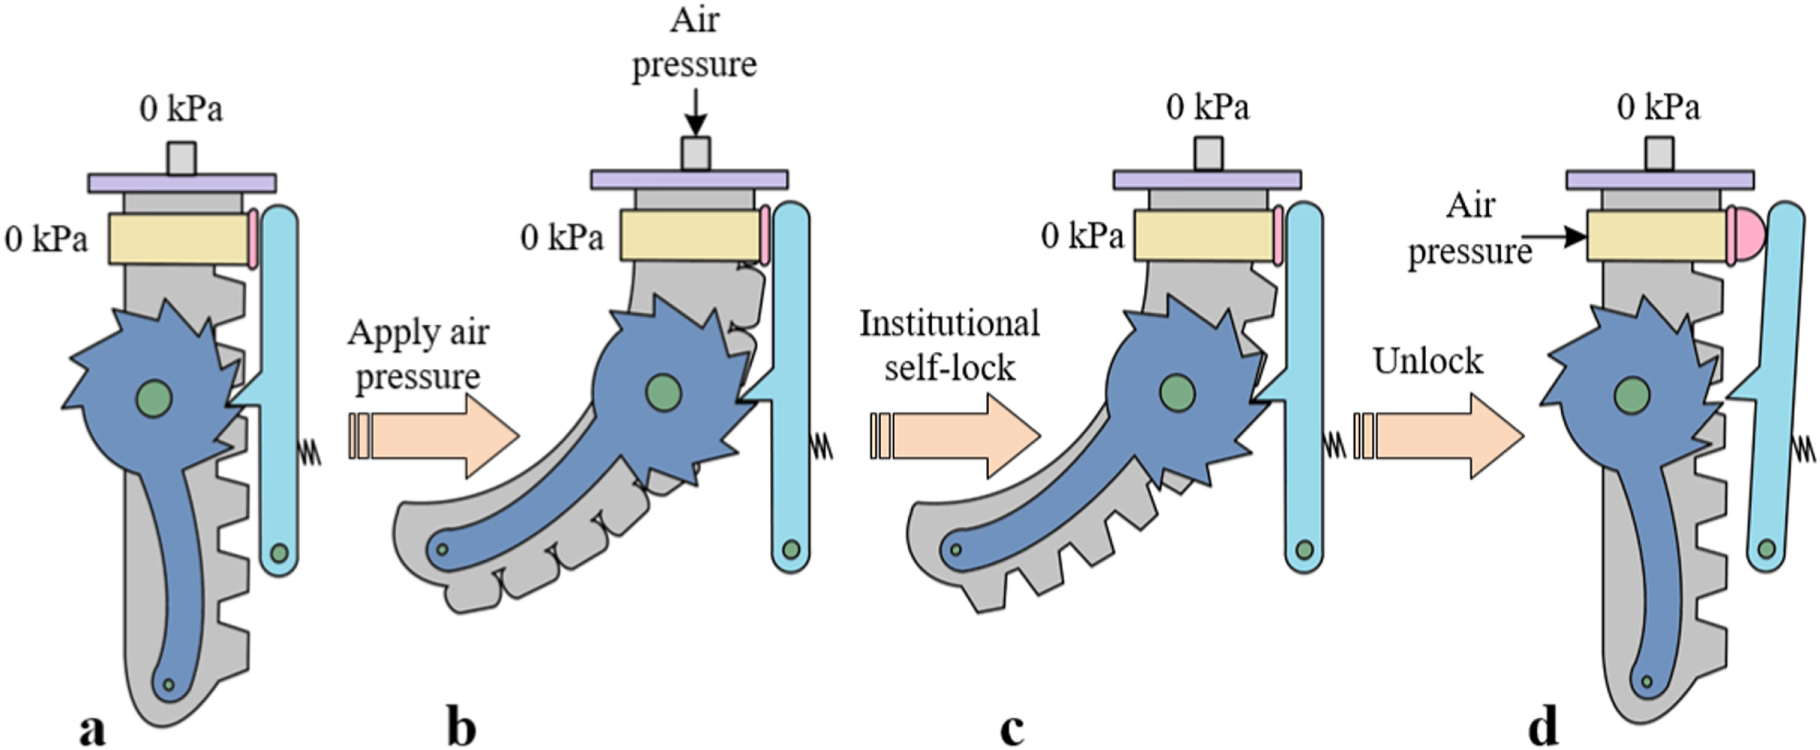 0 kPa
0 kPa
a
Apply air
pressure
Air
pressure
0 kPa
b
Institutional
self-lock
0 kPa
0 kPa
c
Unlock
0 kPa
Air
pressure
d